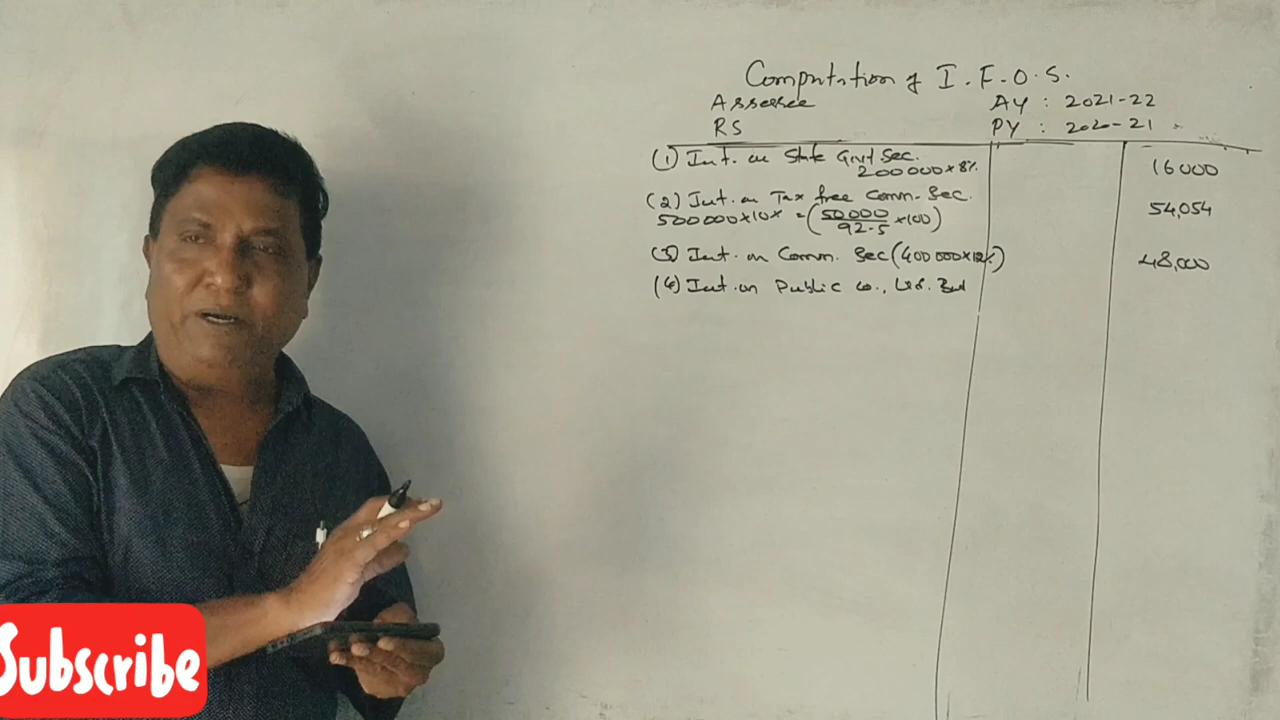 Computation of I.F.O.S.
Assessee AY : 2021-22
RS PY : 2020-21
(1) Int. on State Govt Sec.
200000×8% 16000
(2) Int. on Tax free Comm. Sec.
500000×10% = (50,000/92.5 ×100) 54,054
(3) Int. on Comm. Sec (400000×12%) 48,000
(4) Int. on Public co., Ltd.
Subscribe